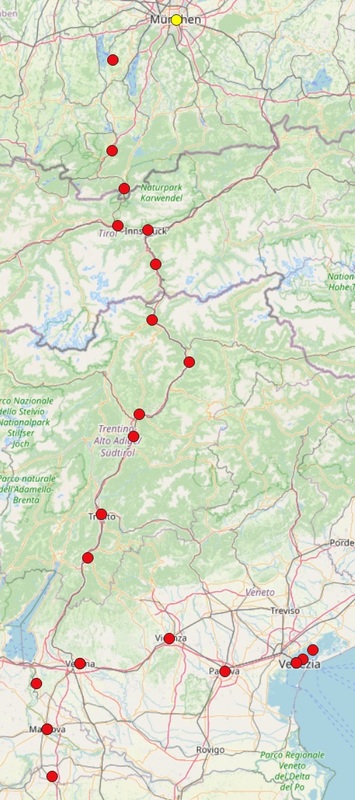 München
Naturpark
Karwendel
Tirol
Innsbruck
Nation
Hohe T
rco Nazionale
dello Stelvio
Nationalpark
Stilfser
Joch
Trentino
Alto Adige
Südtirol
Parco naturale
dell'Adamello-
Brenta
Trento
Porde
Veneto
Treviso
Vicenza
Verona
Padova
Venezia
Mantova
Rovigo
Parco Regionale
Veneto
del Delta
del Po